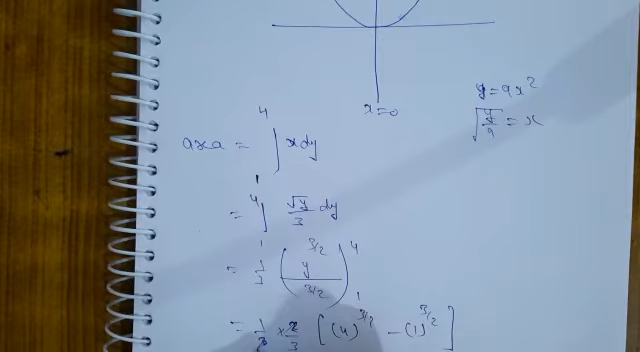 x=0
y=9x²
√(y/9) = x
axa = ∫₁⁴ x dy
= ∫₁⁴ √y/3 dy
= 1/3 (y^(3/2) / (3/2))₁⁴
= 1/3 × 2/3 [(4)^(3/2) - (1)^(3/2)]